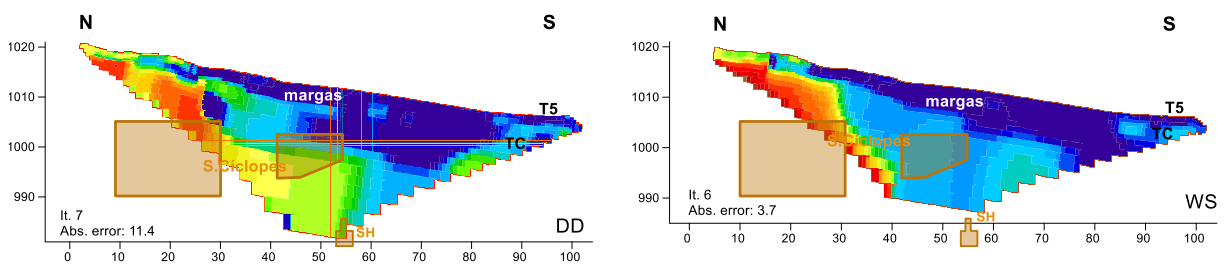 N S
1020
1010
1000
990
margas
T5
TC
S.Cíclopes
It. 7
Abs. error: 11.4
SH
DD
0 10 20 30 40 50 60 70 80 90 100
N S
1020
1010
1000
990
margas
T5
TC
S.Cíclopes
It. 6
Abs. error: 3.7
SH
WS
0 10 20 30 40 50 60 70 80 90 100